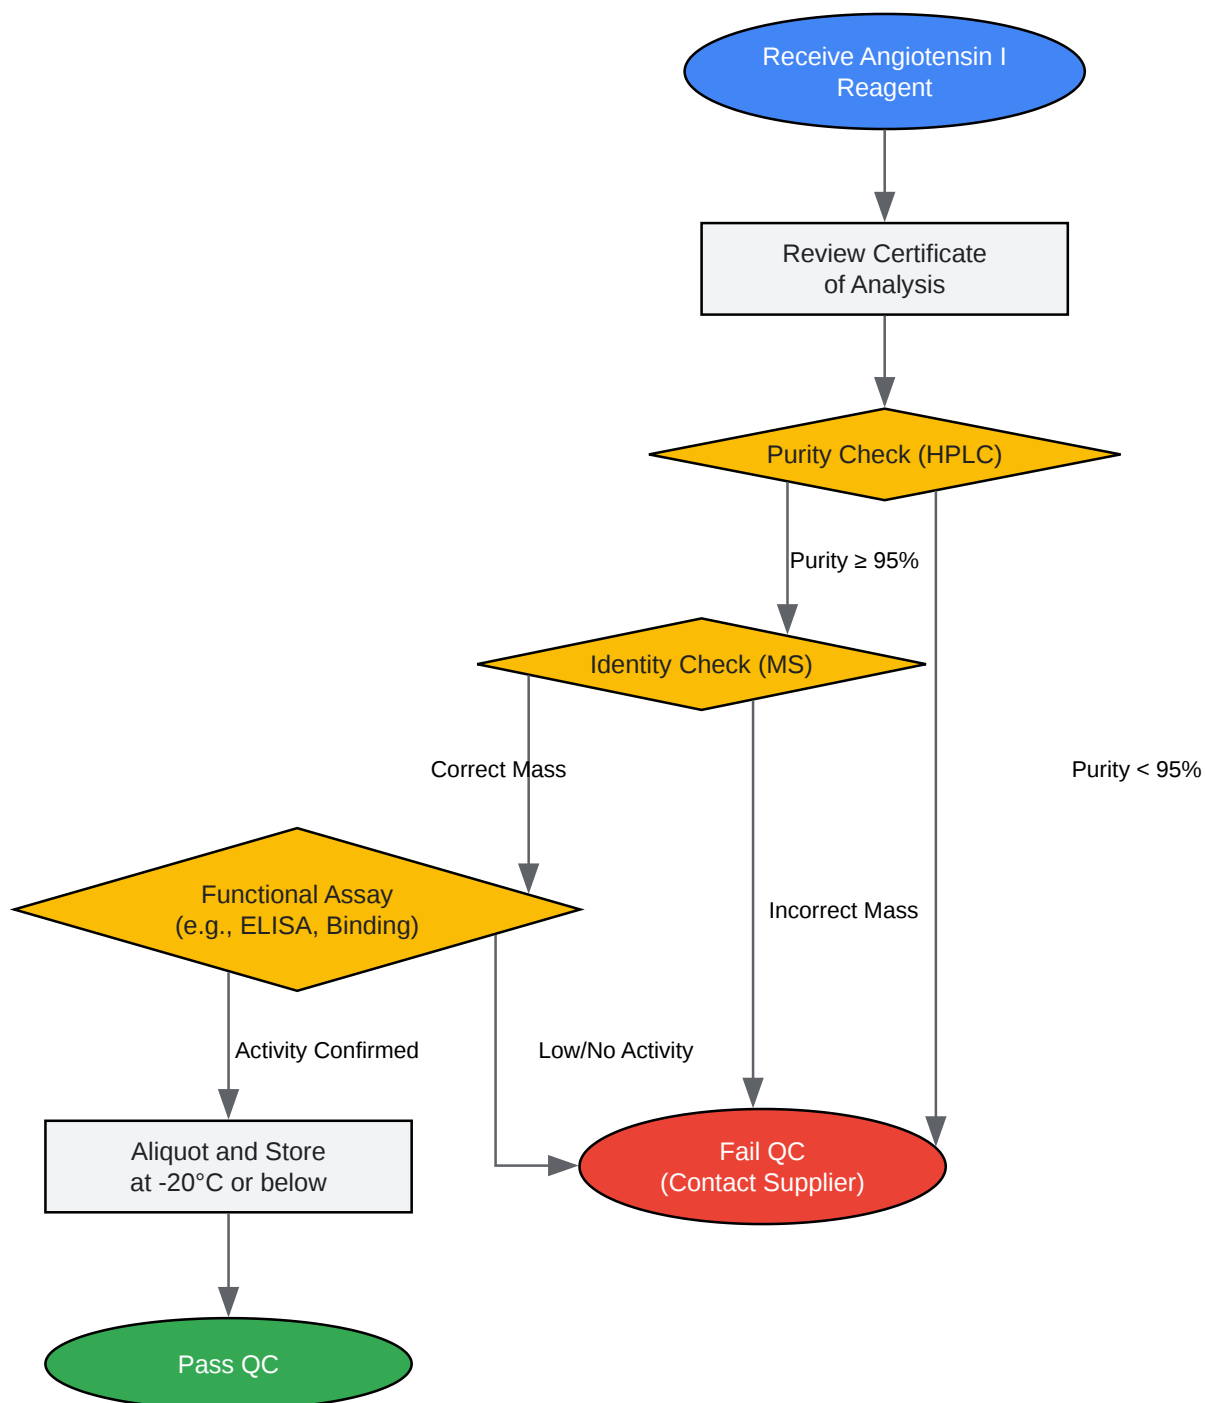 Receive Angiotensin I
Reagent
Review Certificate
of Analysis
Purity Check (HPLC)
Purity ≥ 95%
Identity Check (MS)
Correct Mass
Purity < 95%
Functional Assay
(e.g., ELISA, Binding)
Incorrect Mass
Activity Confirmed
Low/No Activity
Aliquot and Store
at -20°C or below
Fail QC
(Contact Supplier)
Pass QC